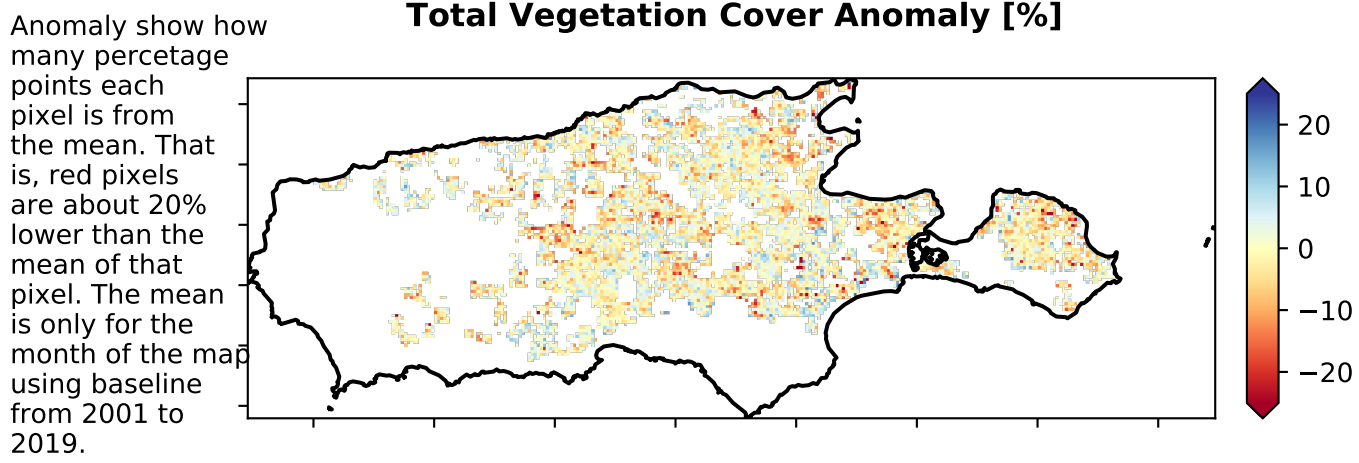 Total Vegetation Cover Anomaly [%]
Anomaly show how
many percetage
points each
pixel is from
the mean. That
is, red pixels
are about 20%
lower than the
mean of that
pixel. The mean
is only for the
month of the map
using baseline
from 2001 to
2019.
20
10
0
−10
−20